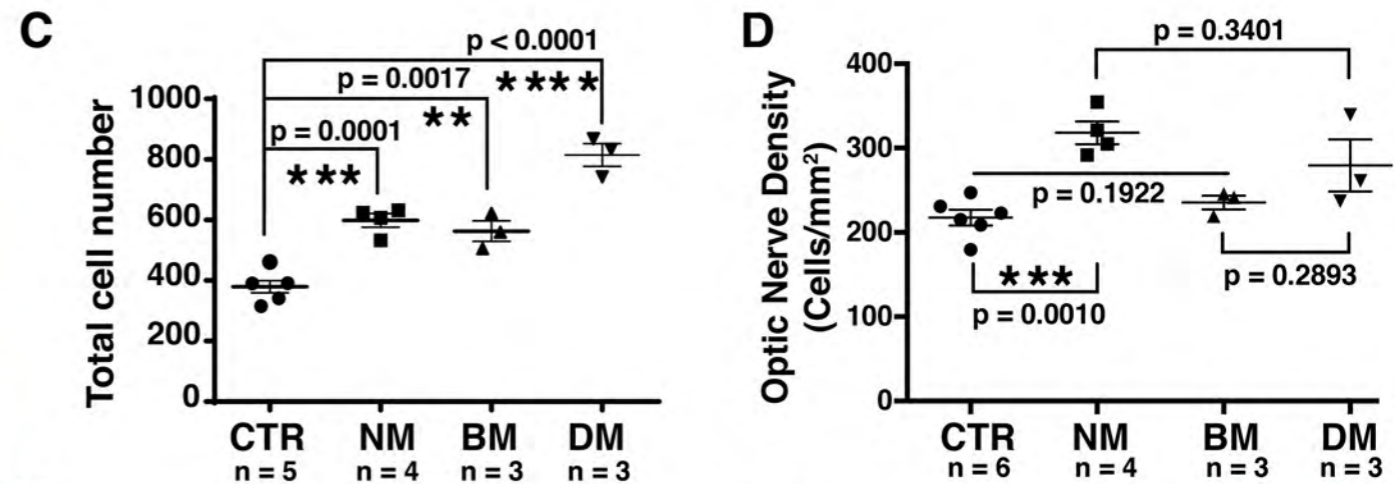 C
p < 0.0001
p = 0.0017
****
**
p = 0.0001
***
Total cell number
1000
800
600
400
200
0
CTR NM BM DM
n = 5 n = 4 n = 3 n = 3
D
p = 0.3401
Optic Nerve Density
(Cells/mm²)
400
300
200
100
0
p = 0.1922
***
p = 0.0010
p = 0.2893
CTR NM BM DM
n = 6 n = 4 n = 3 n = 3